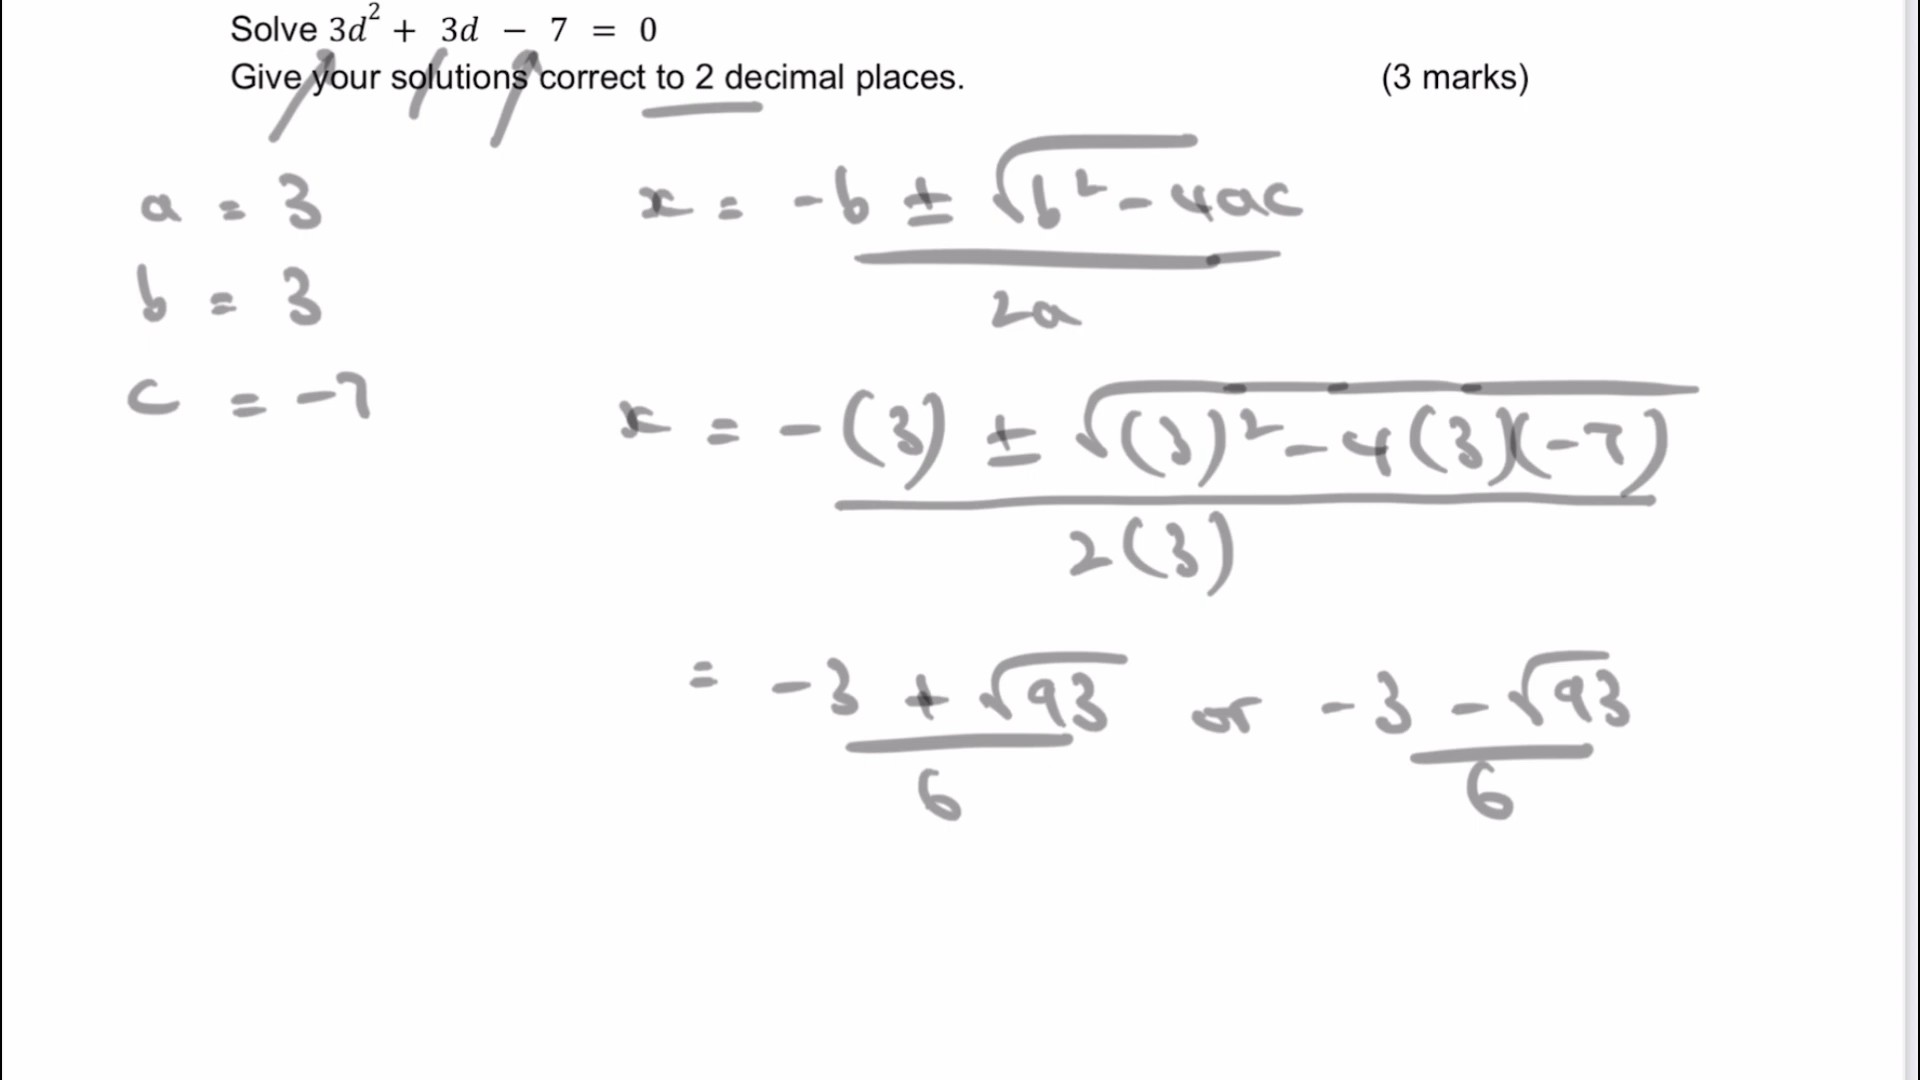 Solve 3d² + 3d − 7 = 0
Give your solutions correct to 2 decimal places. (3 marks)
a = 3
b = 3
c = -7
x = -b ± √b² - 4ac
2a
x = -(3) ± √(3)² - 4(3)(-7)
2(3)
= -3 + √93 or -3 - √93
6 6